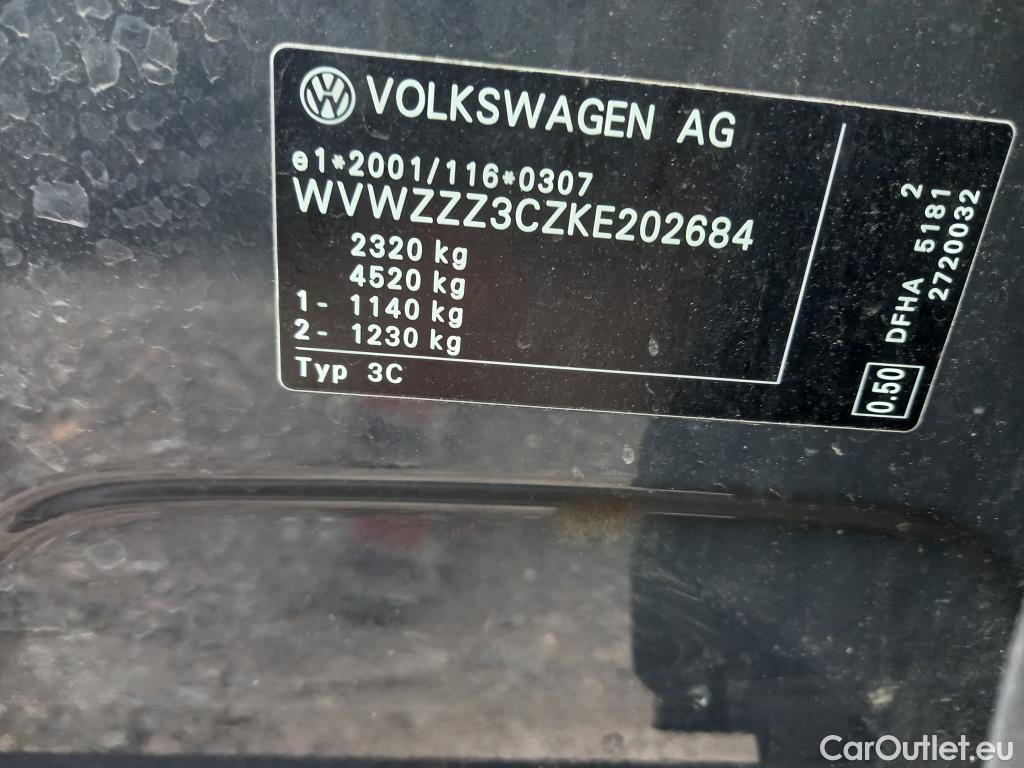 VOLKSWAGEN AG
e1*2001/116*0307
WVWZZZ3CZKE202684
2320 kg
4520 kg
1 - 1140 kg
2 - 1230 kg
Typ 3C
2
DFHA 5181
2720032
0.50
CarOutlet.eu